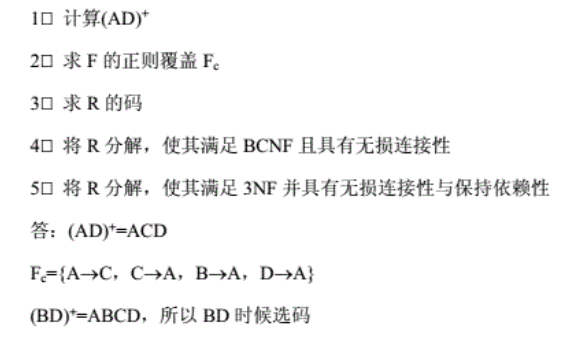 1□ 计算(AD)⁺
2□ 求 F 的正则覆盖 Fc
3□ 求 R 的码
4□ 将 R 分解，使其满足 BCNF 且具有无损连接性
5□ 将 R 分解，使其满足 3NF 并具有无损连接性与保持依赖性
答：(AD)⁺=ACD
Fc={A→C，C→A，B→A，D→A}
(BD)⁺=ABCD，所以 BD 时候选码